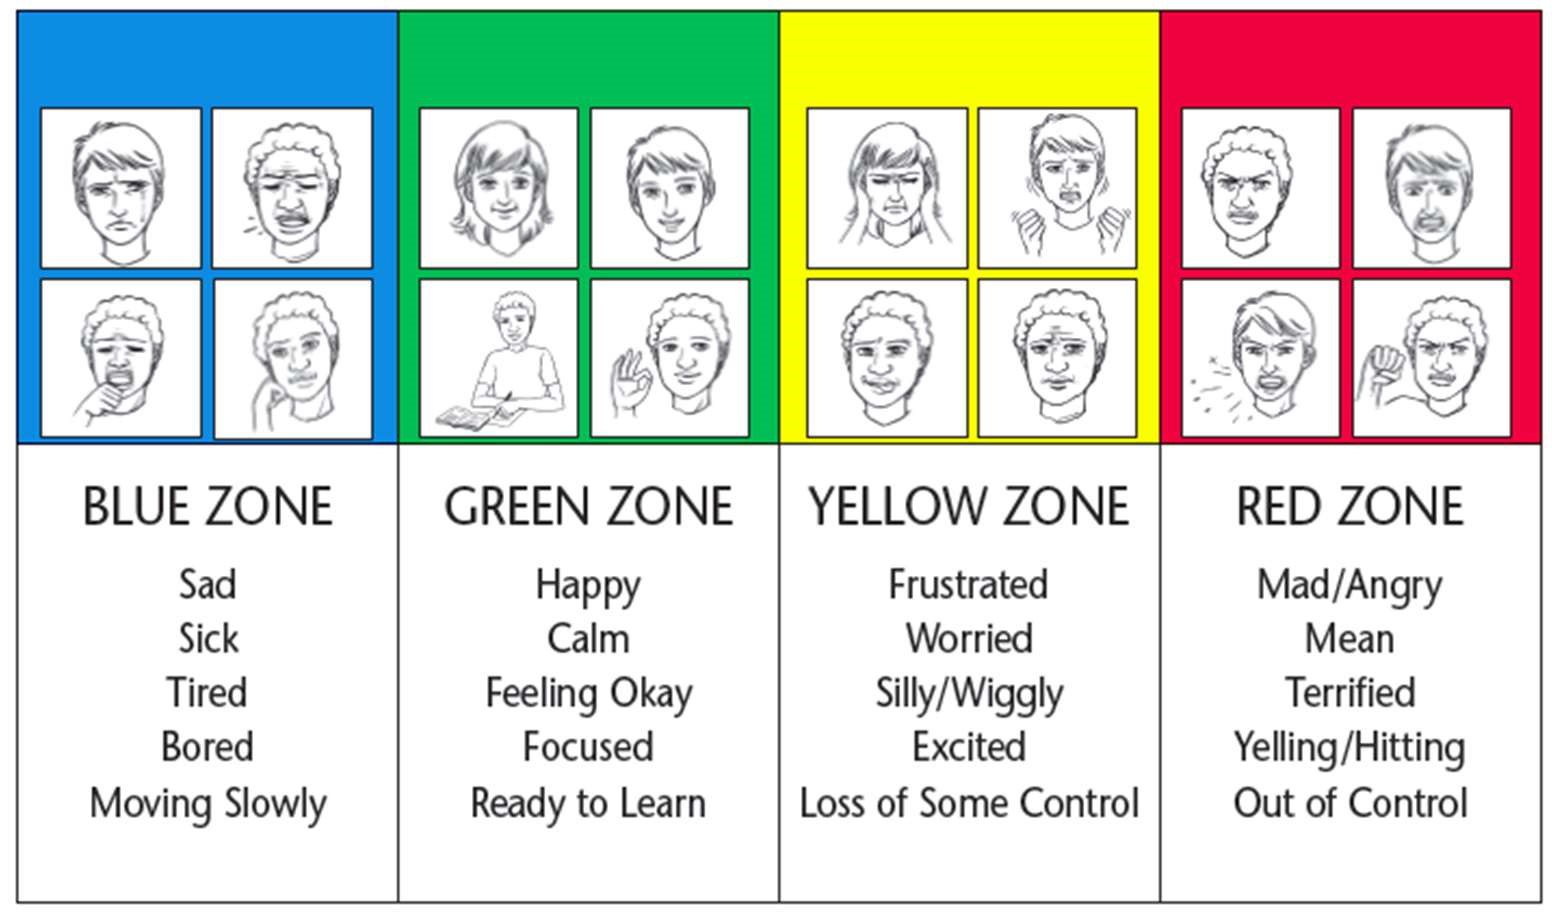 BLUE ZONE
Sad
Sick
Tired
Bored
Moving Slowly
GREEN ZONE
Happy
Calm
Feeling Okay
Focused
Ready to Learn
YELLOW ZONE
Frustrated
Worried
Silly/Wiggly
Excited
Loss of Some Control
RED ZONE
Mad/Angry
Mean
Terrified
Yelling/Hitting
Out of Control